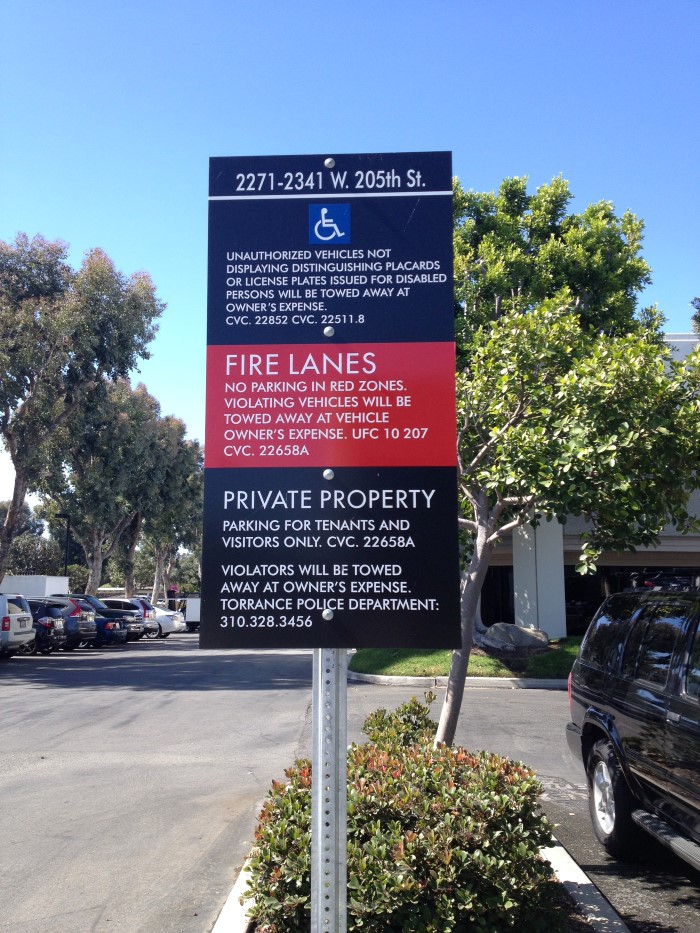 2271-2341 W. 205th St.
UNAUTHORIZED VEHICLES NOT
DISPLAYING DISTINGUISHING PLACARDS
OR LICENSE PLATES ISSUED FOR DISABLED
PERSONS WILL BE TOWED AWAY AT
OWNER'S EXPENSE.
CVC. 22852 CVC. 22511.8
FIRE LANES
NO PARKING IN RED ZONES.
VIOLATING VEHICLES WILL BE
TOWED AWAY AT VEHICLE
OWNER'S EXPENSE. UFC 10 207
CVC. 22658A
PRIVATE PROPERTY
PARKING FOR TENANTS AND
VISITORS ONLY. CVC. 22658A
VIOLATORS WILL BE TOWED
AWAY AT OWNER'S EXPENSE.
TORRANCE POLICE DEPARTMENT:
310.328.3456